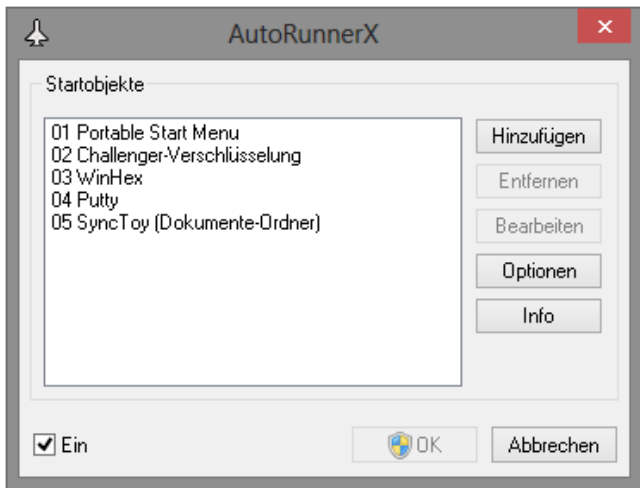 AutoRunnerX
Startobjekte
01 Portable Start Menu
02 Challenger-Verschlüsselung
03 WinHex
04 Putty
05 SyncToy (Dokumente-Ordner)
Hinzufügen
Entfernen
Bearbeiten
Optionen
Info
Ein
OK
Abbrechen